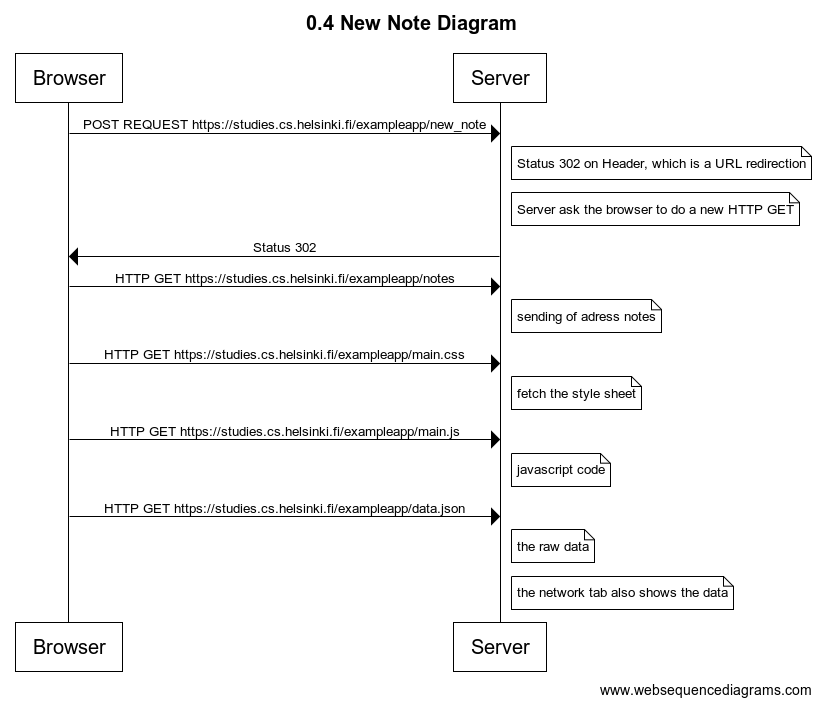 0.4 New Note Diagram
Browser
Server
POST REQUEST https://studies.cs.helsinki.fi/exampleapp/new_note
Status 302 on Header, which is a URL redirection
Server ask the browser to do a new HTTP GET
Status 302
HTTP GET https://studies.cs.helsinki.fi/exampleapp/notes
sending of adress notes
HTTP GET https://studies.cs.helsinki.fi/exampleapp/main.css
fetch the style sheet
HTTP GET https://studies.cs.helsinki.fi/exampleapp/main.js
javascript code
HTTP GET https://studies.cs.helsinki.fi/exampleapp/data.json
the raw data
the network tab also shows the data
Browser
Server
www.websequencediagrams.com